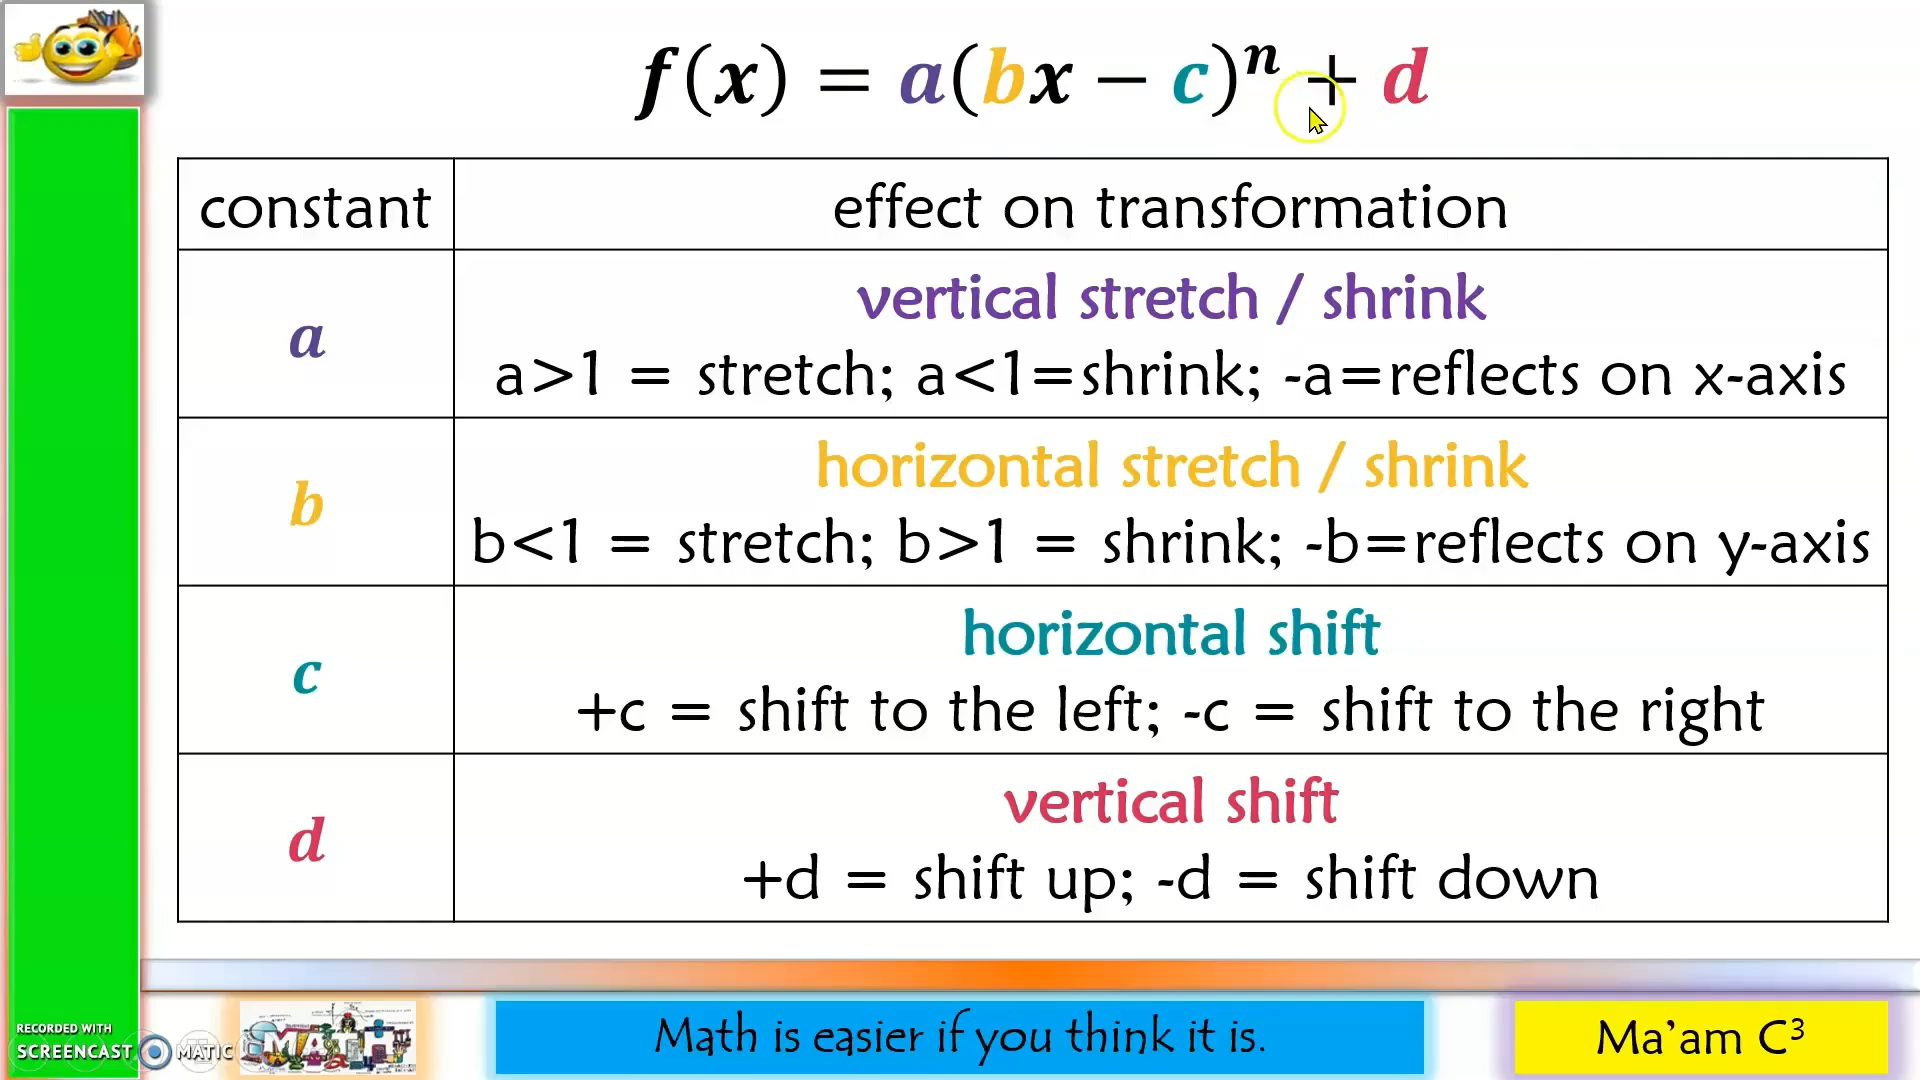 f(x) = a(bx − c)ⁿ + d
constant
effect on transformation
a
vertical stretch / shrink
a>1 = stretch; a<1=shrink; -a=reflects on x-axis
b
horizontal stretch / shrink
b<1 = stretch; b>1 = shrink; -b=reflects on y-axis
c
horizontal shift
+c = shift to the left; -c = shift to the right
d
vertical shift
+d = shift up; -d = shift down
RECORDED WITH
SCREENCAST MATIC
MATH
Math is easier if you think it is.
Ma’am C³